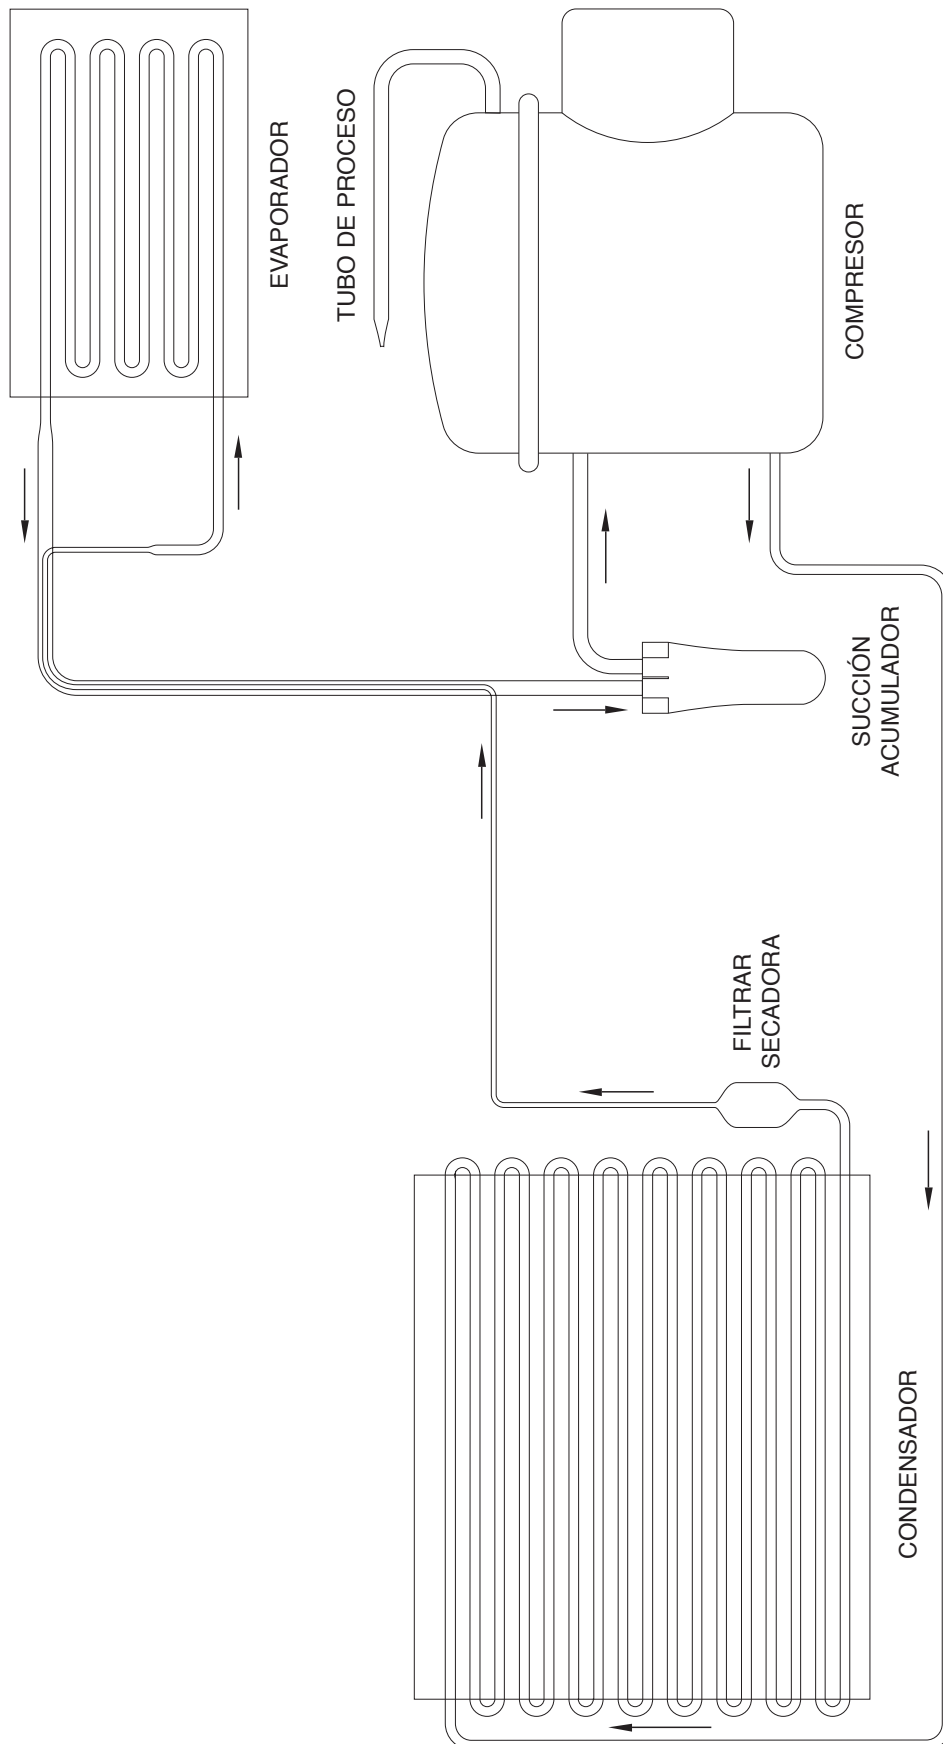 EVAPORADOR
TUBO DE PROCESO
COMPRESOR
SUCCIÓN
ACUMULADOR
FILTRAR
SECADORA
CONDENSADOR